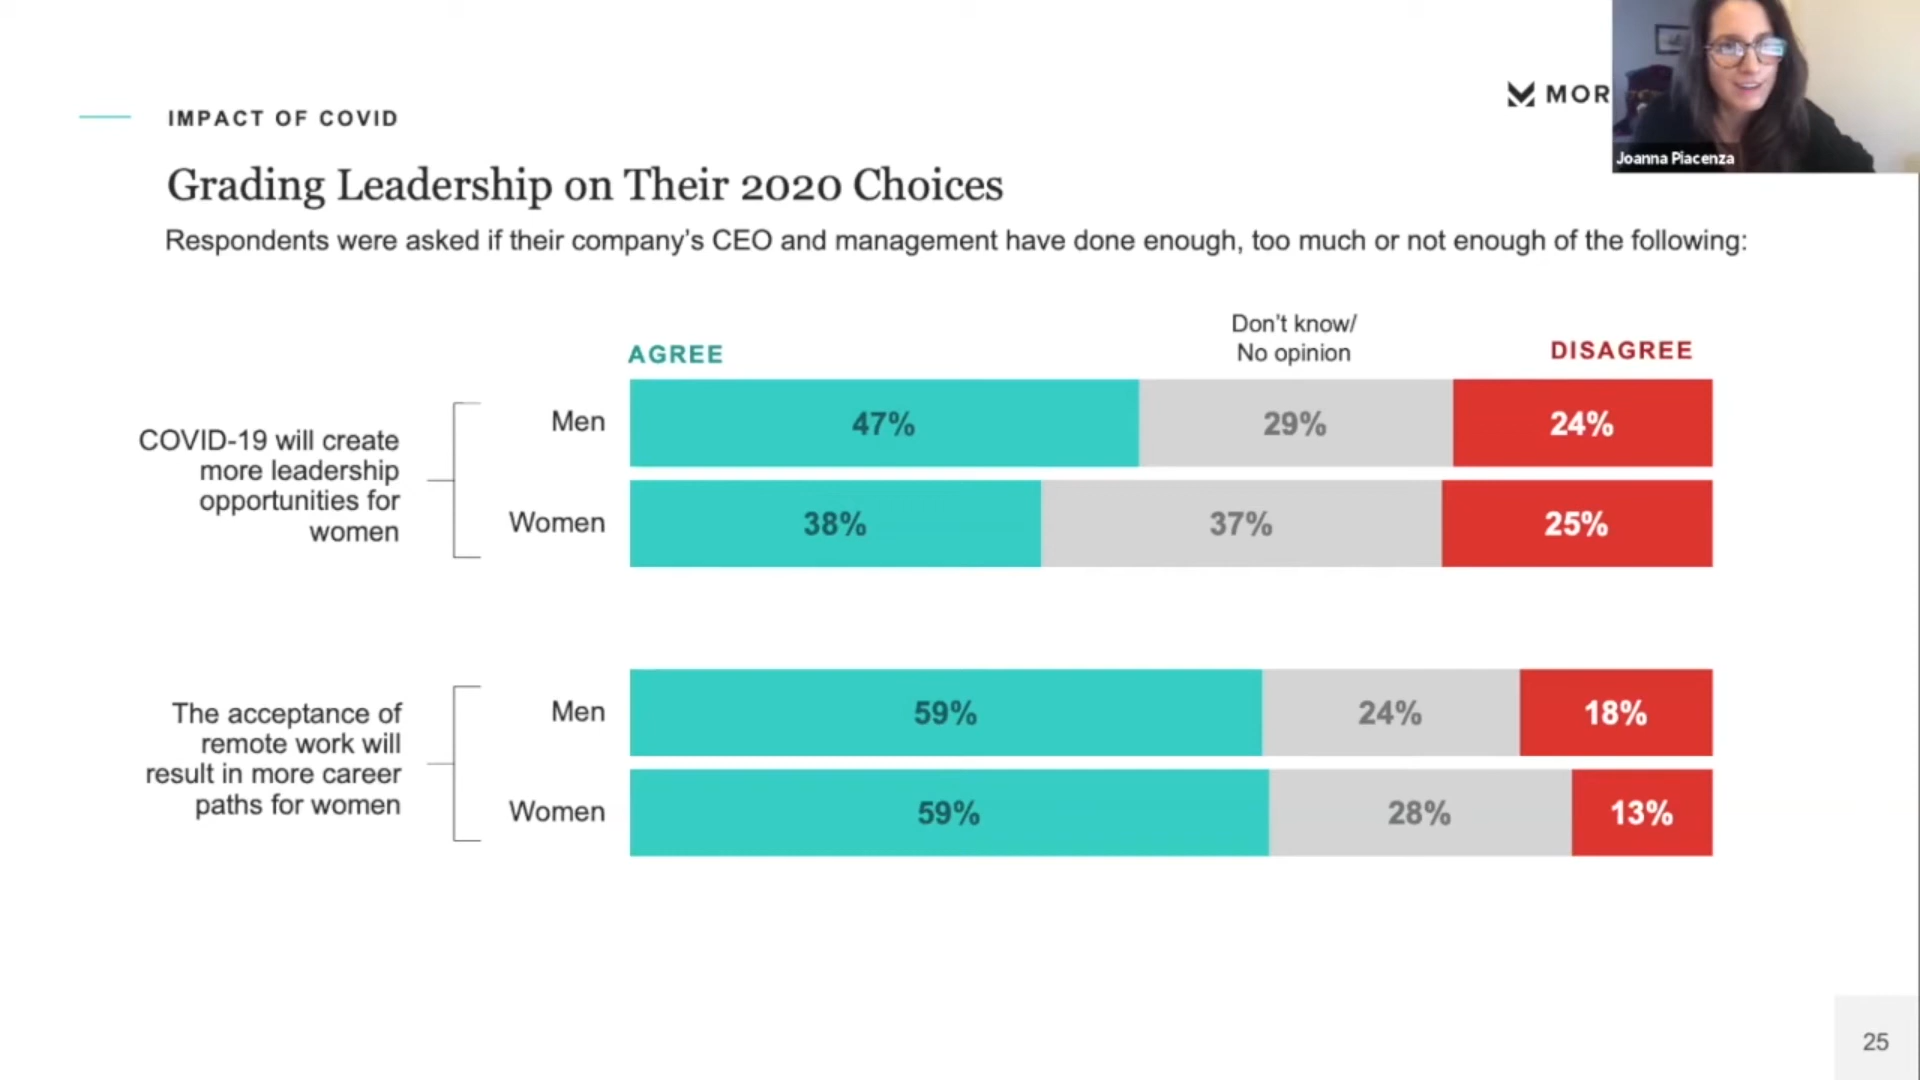 MOR
Joanna Piacenza
IMPACT OF COVID
Grading Leadership on Their 2020 Choices
Respondents were asked if their company's CEO and management have done enough, too much or not enough of the following:
AGREE
Don't know/
No opinion
DISAGREE
COVID-19 will create
more leadership
opportunities for
women
Men
47%
29%
24%
Women
38%
37%
25%
The acceptance of
remote work will
result in more career
paths for women
Men
59%
24%
18%
Women
59%
28%
13%
25